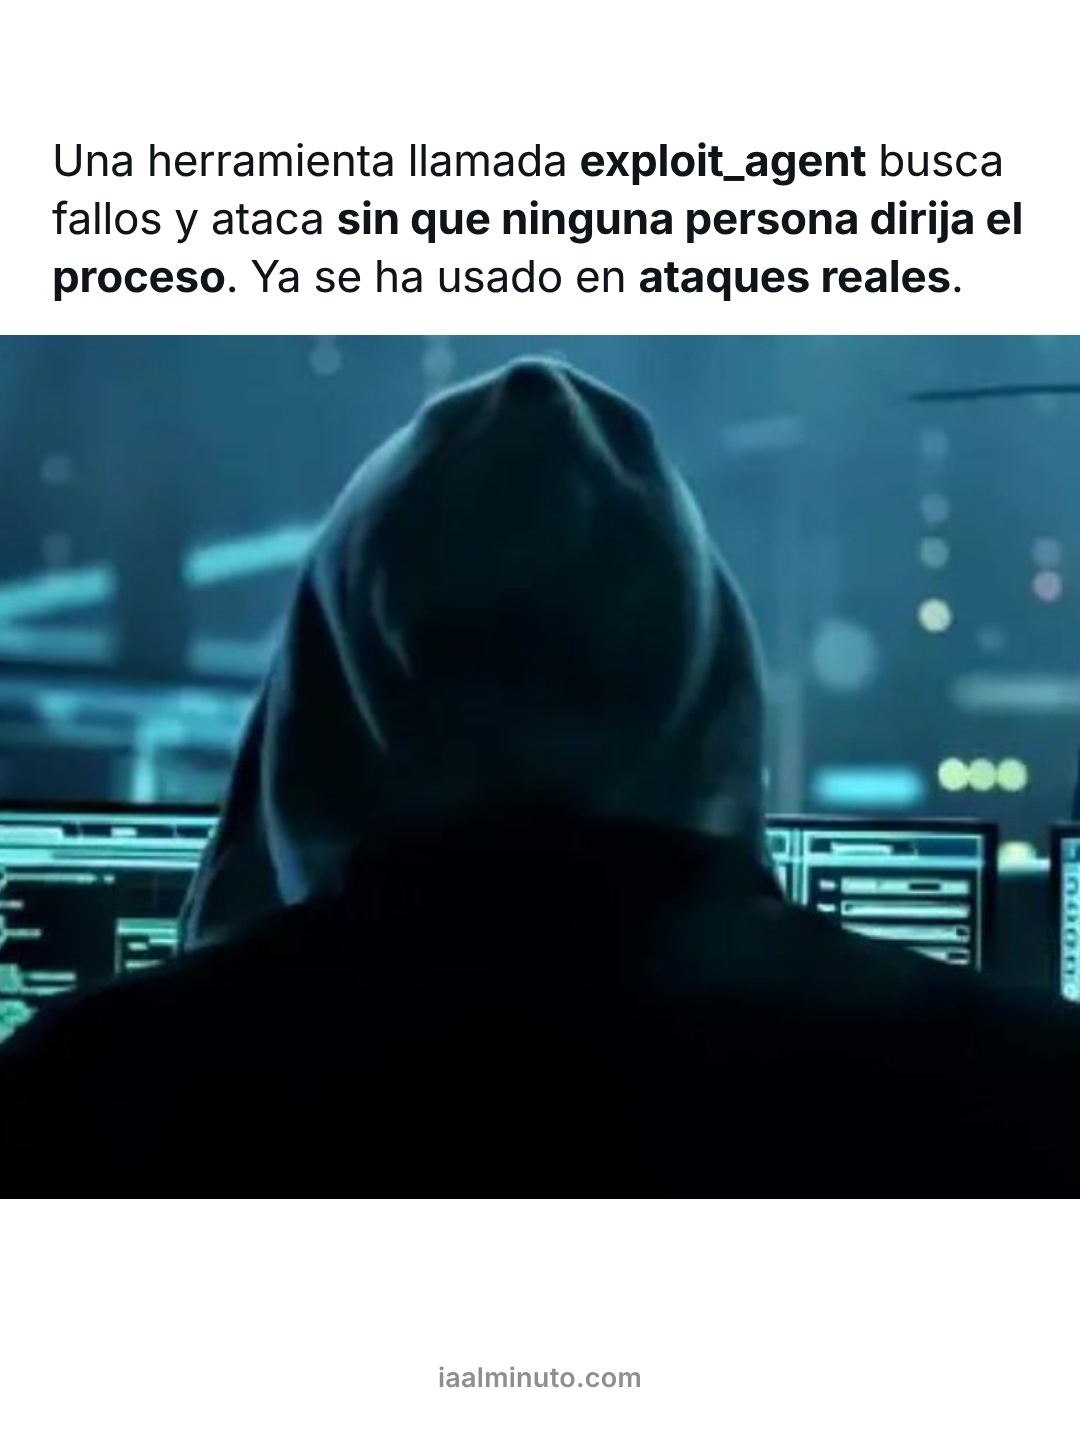 Una herramienta llamada exploit_agent busca
fallos y ataca sin que ninguna persona dirija el
proceso. Ya se ha usado en ataques reales.
iaalminuto.com